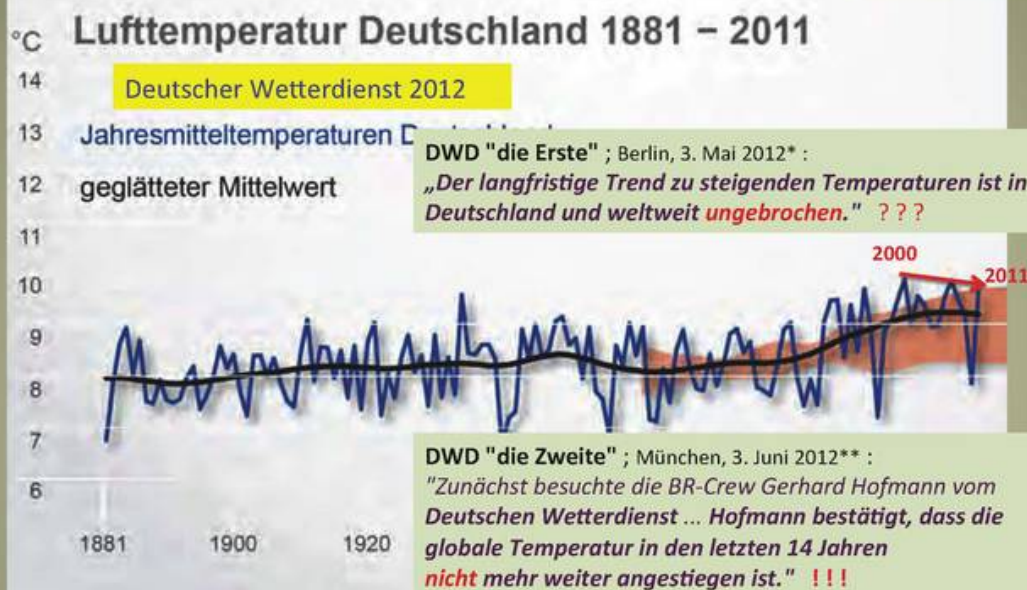 °C Lufttemperatur Deutschland 1881 – 2011
14
Deutscher Wetterdienst 2012
13 Jahresmitteltemperaturen
DWD "die Erste" ; Berlin, 3. Mai 2012* :
12 geglätteter Mittelwert
„Der langfristige Trend zu steigenden Temperaturen ist in
Deutschland und weltweit ungebrochen." ? ? ?
11
2000
10
2011
9
8
7
DWD "die Zweite" ; München, 3. Juni 2012** :
6
"Zunächst besuchte die BR-Crew Gerhard Hofmann vom
Deutschen Wetterdienst ... Hofmann bestätigt, dass die
1881 1900 1920
globale Temperatur in den letzten 14 Jahren
nicht mehr weiter angestiegen ist." ! ! !